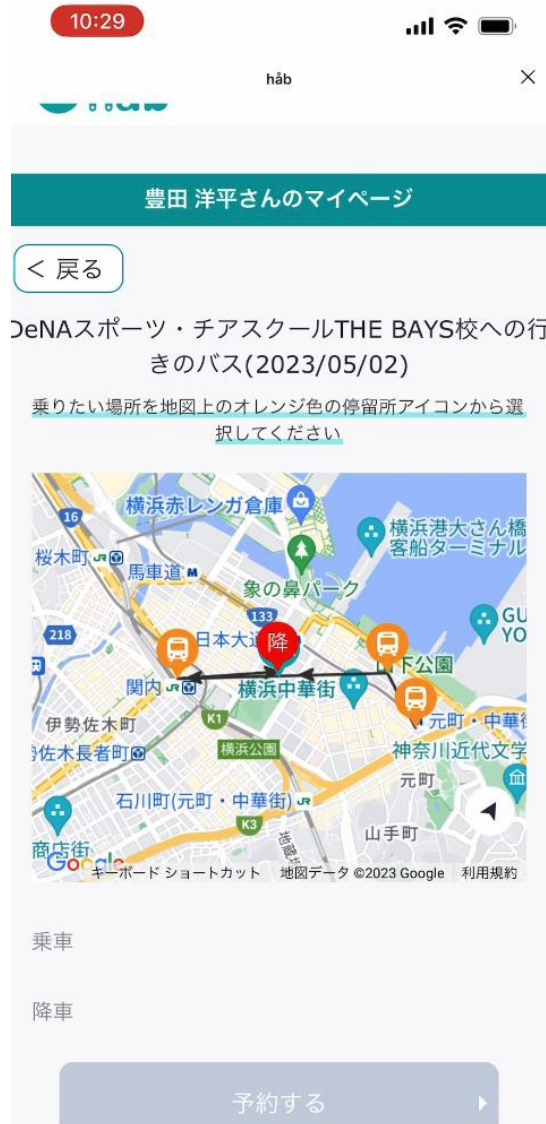 10:29
håb
豊田 洋平さんのマイページ
< 戻る
DeNAスポーツ・チアスクールTHE BAYS校への行
きのバス(2023/05/02)
乗りたい場所を地図上のオレンジ色の停留所アイコンから選
択してください
16
横浜赤レンガ倉庫
横浜港大さん橋
客船ターミナル
桜木町 JR
馬車道
象の鼻パーク
133
218
日本大
降
GU
YO
下公園
関内 JR
横浜中華街
K1
元町・中華
伊勢佐木町
佐木長者町
横浜公園
神奈川近代文学
元町
石川町(元町・中華街) JR
K3
地蔵坂
山手町
商店街
Google
キーボード ショートカット 地図データ ©2023 Google 利用規約
乗車
降車
予約する